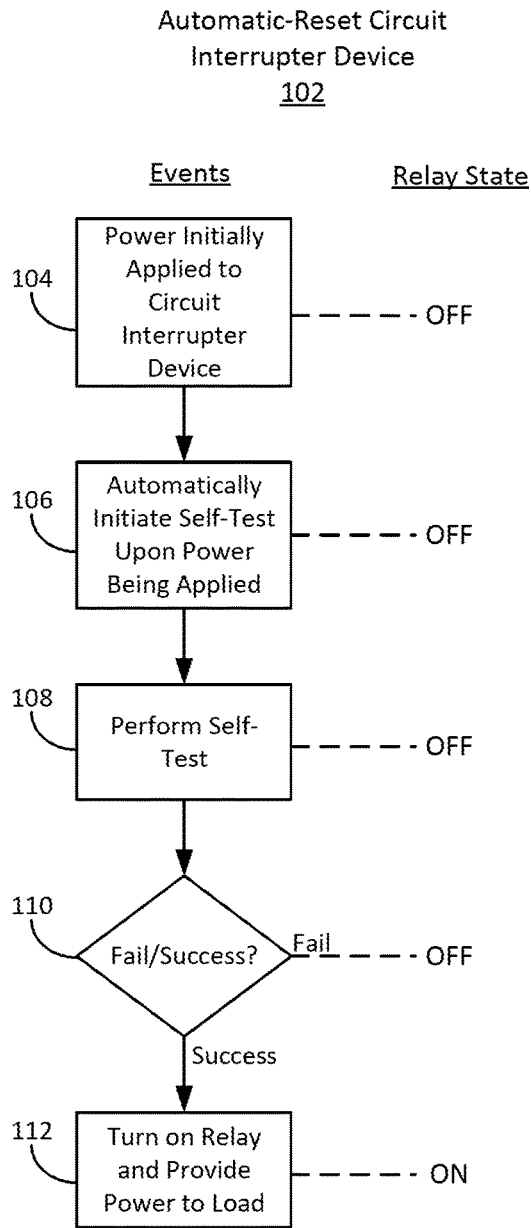 Automatic-Reset Circuit
Interrupter Device
102
Events
Relay State
104
Power Initially
Applied to
Circuit
Interrupter
Device
OFF
106
Automatically
Initiate Self-Test
Upon Power
Being Applied
OFF
108
Perform Self-
Test
OFF
110
Fail/Success?
Fail
OFF
Success
112
Turn on Relay
and Provide
Power to Load
ON